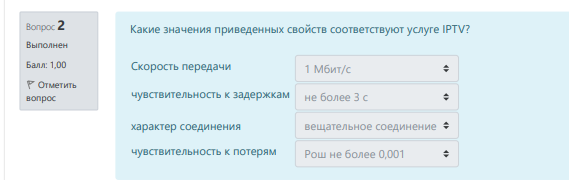 Вопрос 2
Выполнен
Балл: 1,00
Отметить
вопрос
Какие значения приведенных свойств соответствуют услуге IPTV?
Скорость передачи
1 Мбит/с
чувствительность к задержкам
не более 3 с
характер соединения
вещательное соединение
чувствительность к потерям
Рош не более 0,001